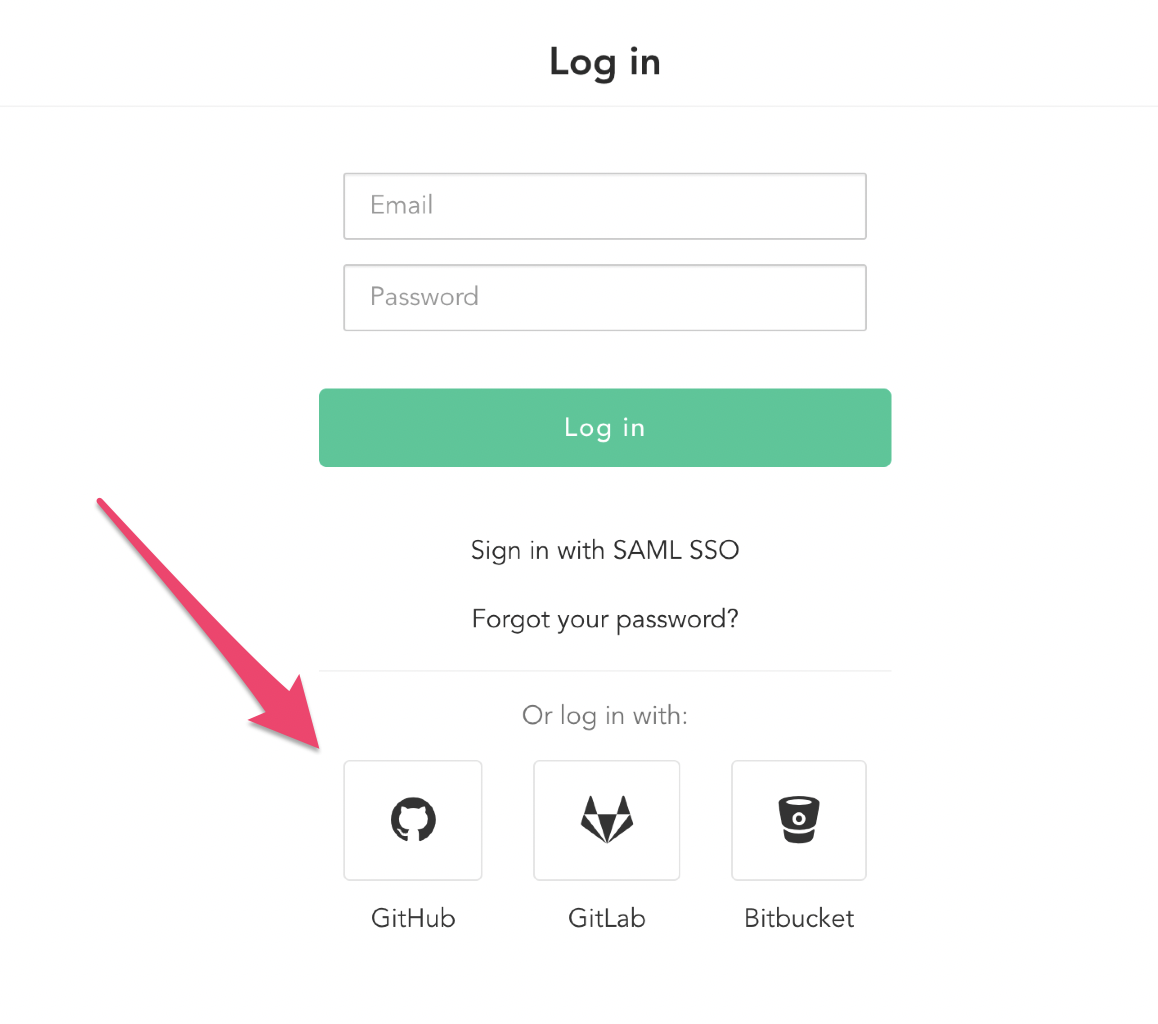 Log in
Email
Password
Log in
Sign in with SAML SSO
Forgot your password?
Or log in with:
GitHub GitLab Bitbucket